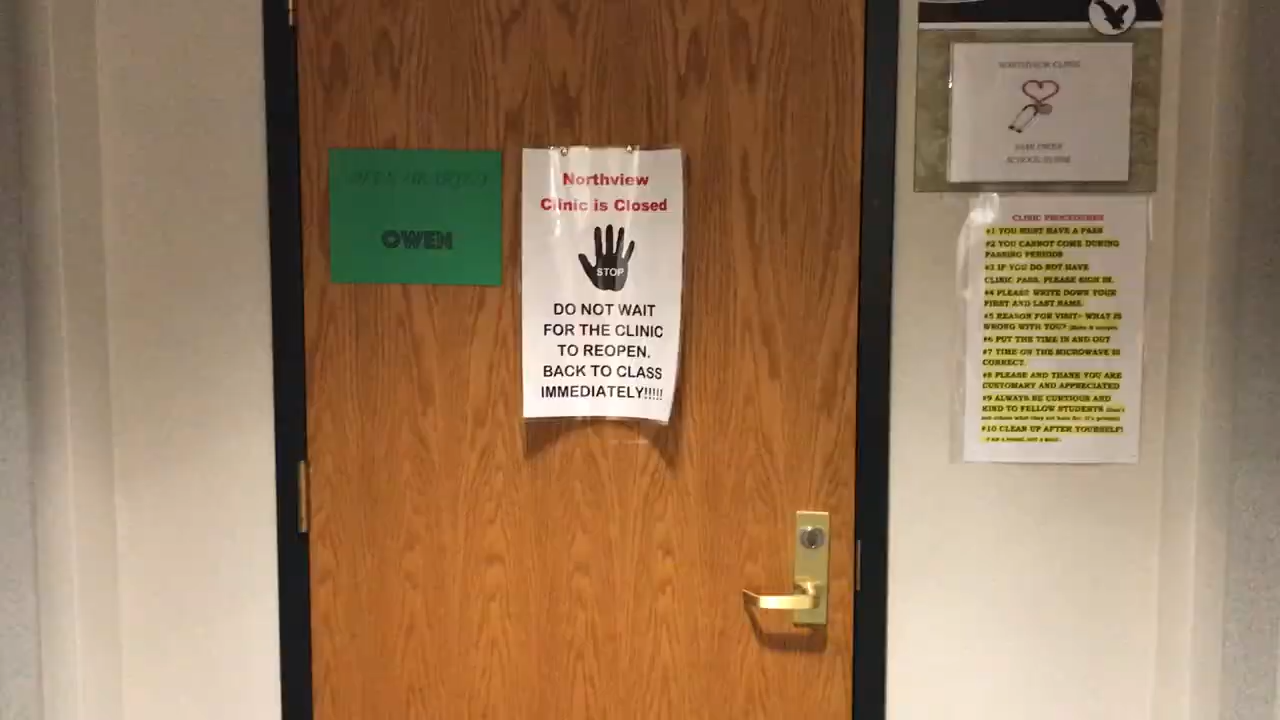 OWEN
Northview
Clinic is Closed
STOP
DO NOT WAIT
FOR THE CLINIC
TO REOPEN.
BACK TO CLASS
IMMEDIATELY!!!!!
NORTHVIEW CLINIC
SCHOOL NURSE
CLINIC PROCEDURES
#1 YOU MUST HAVE A PASS
#2 YOU CANNOT COME DURING
PASSING PERIODS
#3 IF YOU DO NOT HAVE
CLINIC PASS, PLEASE SIGN IN.
#4 PLEASE WRITE DOWN YOUR
FIRST AND LAST NAME.
#5 REASON FOR VISIT- WHAT IS
WRONG WITH YOU?
#6 PUT THE TIME IN AND OUT
#7 TIME ON THE MICROWAVE IS
CORRECT.
#8 PLEASE AND THANK YOU ARE
CUSTOMARY AND APPRECIATED
#9 ALWAYS BE CURTIOUS AND
KIND TO FELLOW STUDENTS
#10 CLEAN UP AFTER YOURSELF!